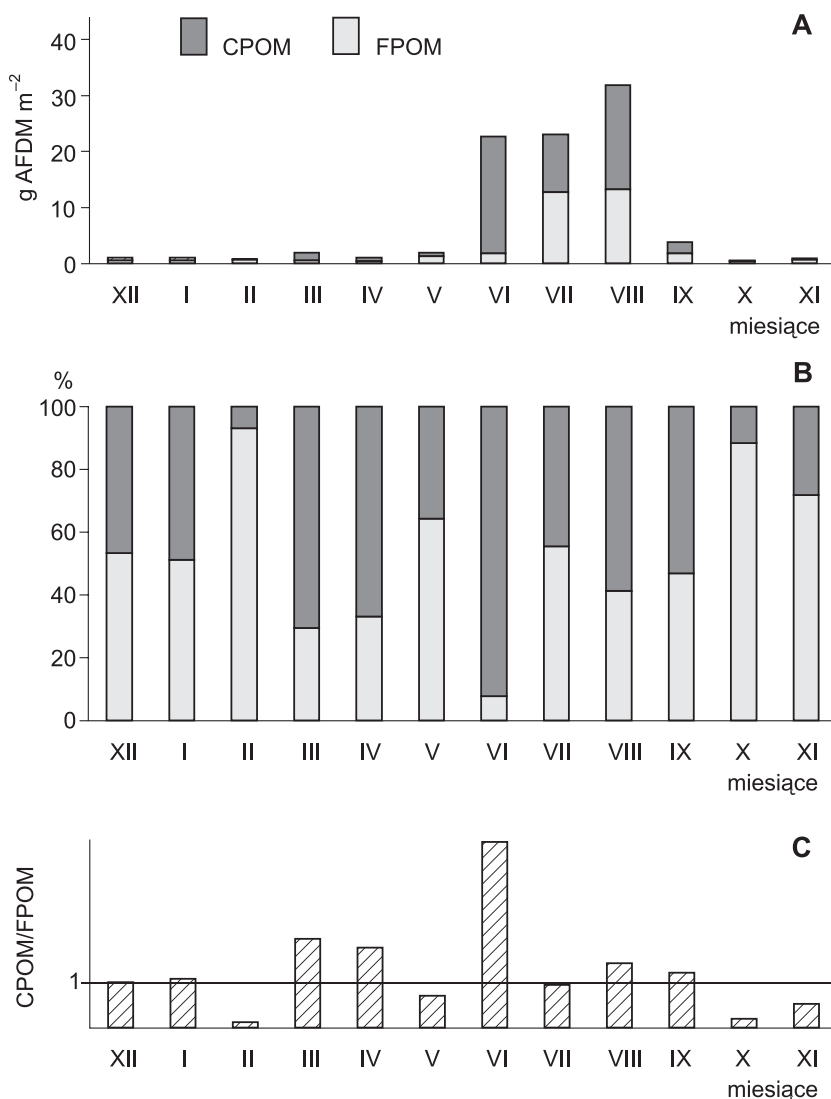 A
CPOM FPOM
g AFDM m⁻²
40
30
20
10
0
XII I II III IV V VI VII VIII IX X XI
miesiące
B
%
100
80
60
40
20
0
XII I II III IV V VI VII VIII IX X XI
miesiące
C
CPOM/FPOM
1
XII I II III IV V VI VII VIII IX X XI
miesiące